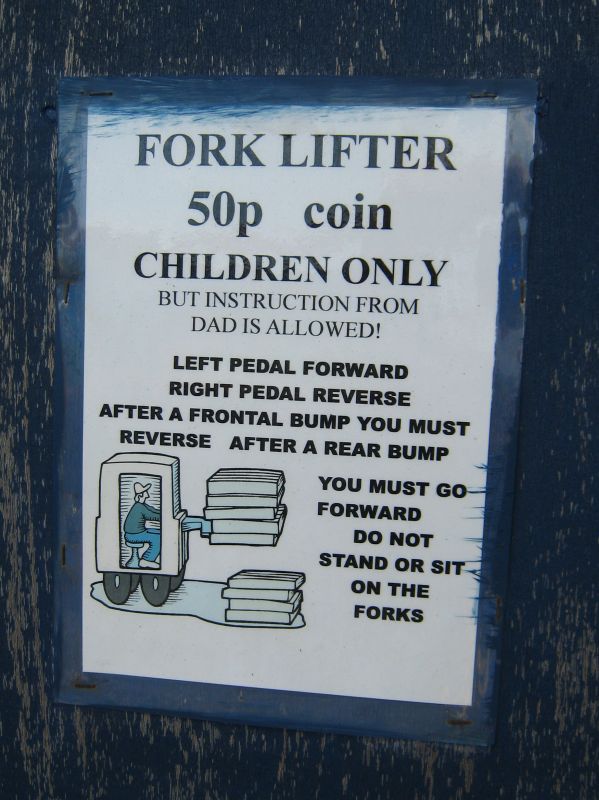 FORK LIFTER
50p coin
CHILDREN ONLY
BUT INSTRUCTION FROM
DAD IS ALLOWED!
LEFT PEDAL FORWARD
RIGHT PEDAL REVERSE
AFTER A FRONTAL BUMP YOU MUST
REVERSE AFTER A REAR BUMP
YOU MUST GO
FORWARD
DO NOT
STAND OR SIT
ON THE
FORKS